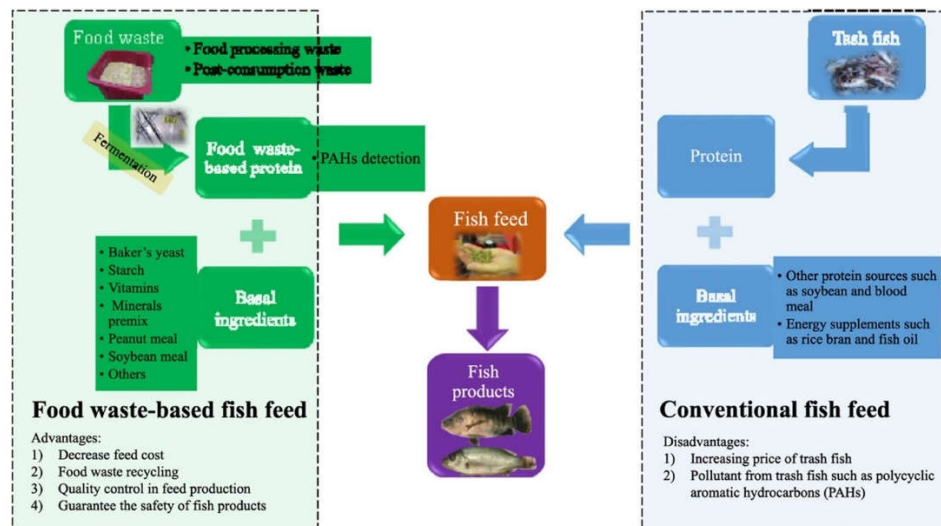 Food waste
• Food processing waste
• Post-consumption waste
Fermentation
Food waste-
based protein
• PAHs detection
• Baker's yeast
• Starch
• Vitamins
• Minerals
premix
• Peanut meal
• Soybean meal
• Others
Basal
ingredients
Food waste-based fish feed
Advantages:
1) Decrease feed cost
2) Food waste recycling
3) Quality control in feed production
4) Guarantee the safety of fish products
Fish feed
Fish
products
Trash fish
Protein
Basal
ingredients
• Other protein sources such
as soybean and blood
meal
• Energy supplements such
as rice bran and fish oil
Conventional fish feed
Disadvantages:
1) Increasing price of trash fish
2) Pollutant from trash fish such as polycyclic
aromatic hydrocarbons (PAHs)